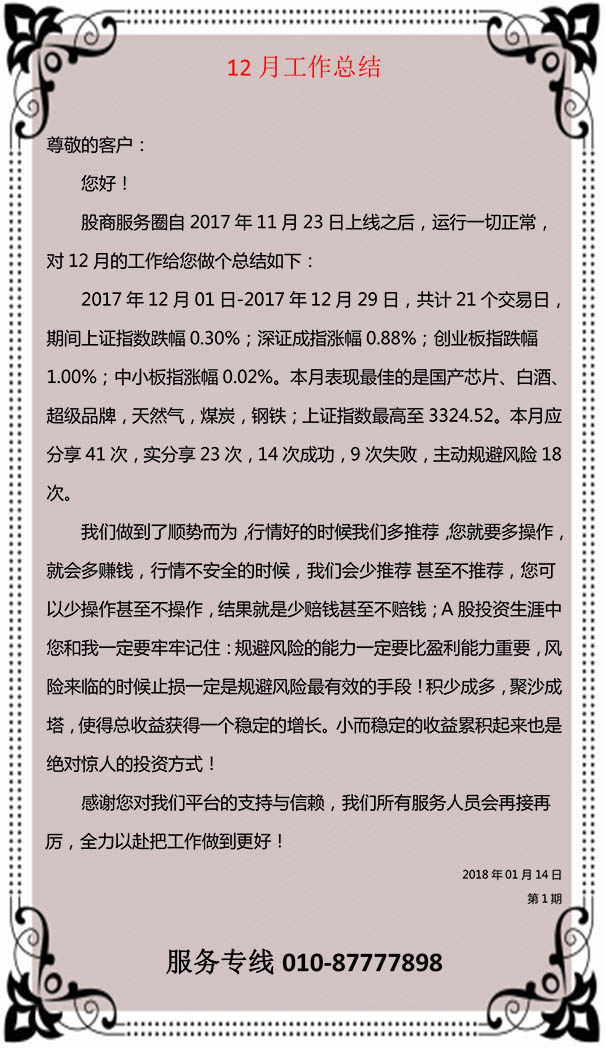 12 月工作总结
尊敬的客户：
您好！
股商服务圈自 2017 年 11 月 23 日上线之后，运行一切正常，
对 12 月的工作给您做个总结如下：
2017 年 12 月 01 日-2017 年 12 月 29 日，共计 21 个交易日，
期间上证指数跌幅 0.30%；深证成指涨幅 0.88%；创业板指跌幅
1.00%；中小板指涨幅 0.02%。本月表现最佳的是国产芯片、白酒、
超级品牌，天然气，煤炭，钢铁；上证指数最高至 3324.52。本月应
分享 41 次，实分享 23 次，14 次成功，9 次失败，主动规避风险 18
次。
我们做到了顺势而为，行情好的时候我们多推荐，您就要多操作，
就会多赚钱，行情不安全的时候，我们会少推荐 甚至不推荐，您可
以少操作甚至不操作，结果就是少赔钱甚至不赔钱；A 股投资生涯中
您和我一定要牢牢记住：规避风险的能力一定要比盈利能力重要，风
险来临的时候止损一定是规避风险最有效的手段！积少成多，聚沙成
塔，使得总收益获得一个稳定的增长。小而稳定的收益累积起来也是
绝对惊人的投资方式！
感谢您对我们平台的支持与信赖，我们所有服务人员会再接再
厉，全力以赴把工作做到更好！
2018 年 01 月 14 日
第 1 期
服务专线 010-87777898